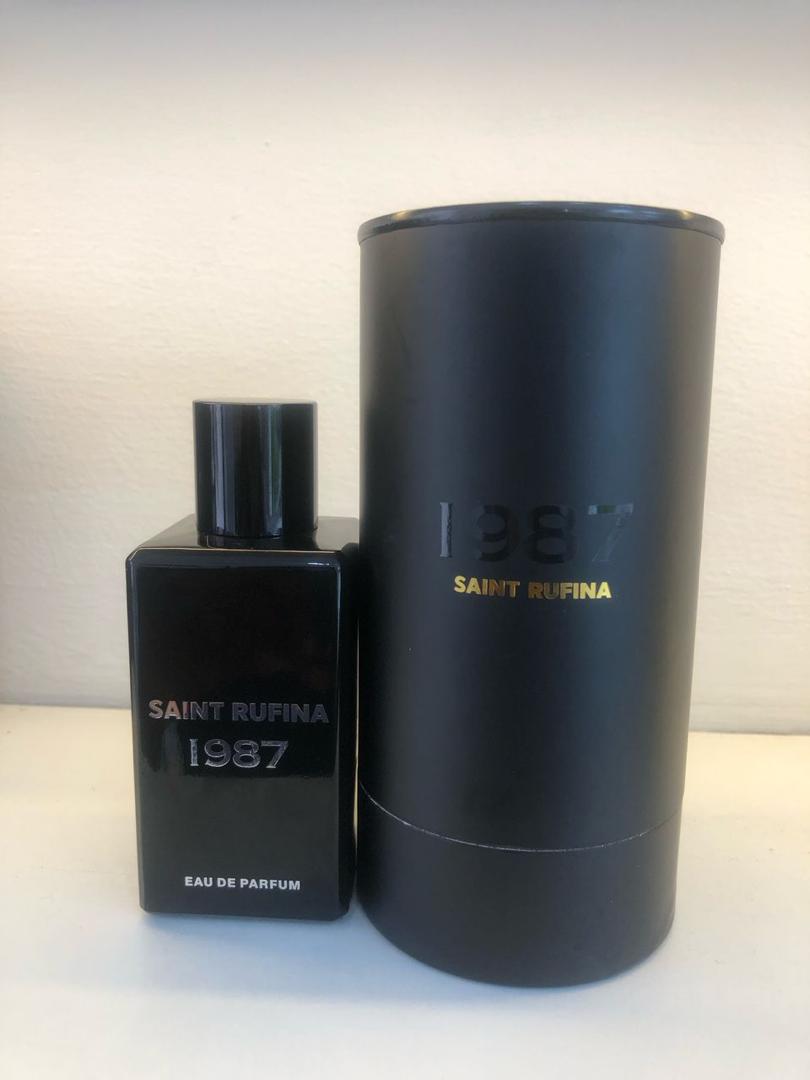 SAINT RUFINA
1987
EAU DE PARFUM
1987
SAINT RUFINA